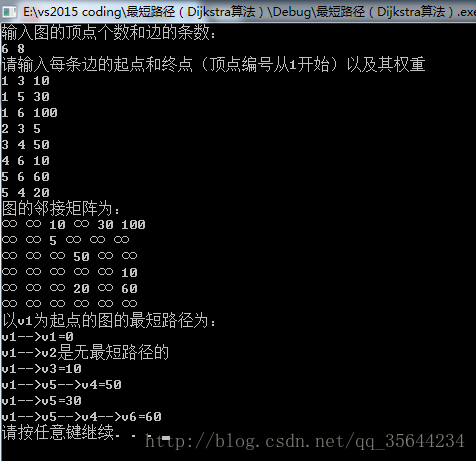 E:\vs2015 coding\最短路径（Dijkstra算法）\Debug\最短路径（Dijkstra算法）.exe
输入图的顶点个数和边的条数：
6 8
请输入每条边的起点和终点（顶点编号从1开始）以及其权重
1 3 10
1 5 30
1 6 100
2 3 5
3 4 50
4 6 10
5 6 60
5 4 20
图的邻接矩阵为：
∞ ∞ 10 ∞ 30 100
∞ ∞ 5 ∞ ∞ ∞
∞ ∞ ∞ 50 ∞ ∞
∞ ∞ ∞ ∞ ∞ 10
∞ ∞ ∞ 20 ∞ 60
∞ ∞ ∞ ∞ ∞ ∞
以v1为起点的图的最短路径为：
v1-->v1=0
v1-->v2是无最短路径的
v1-->v3=10
v1-->v5-->v4=50
v1-->v5=30
v1-->v5-->v4-->v6=60
请按任意键继续. . .
http://blog.csdn.net/qq_35644234